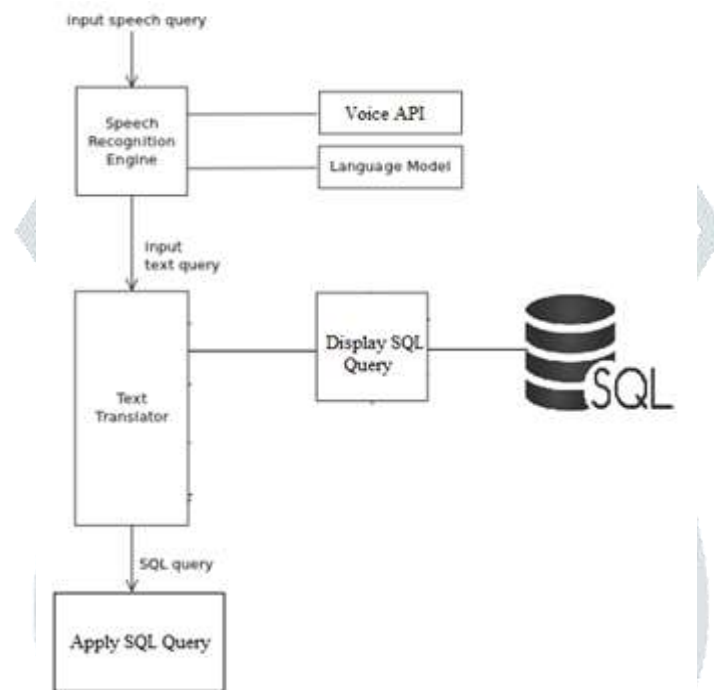 input speech query
Speech
Recognition
Engine
Voice API
Language Model
input
text query
Text
Translator
Display SQL
Query
SQL
SQL query
Apply SQL Query